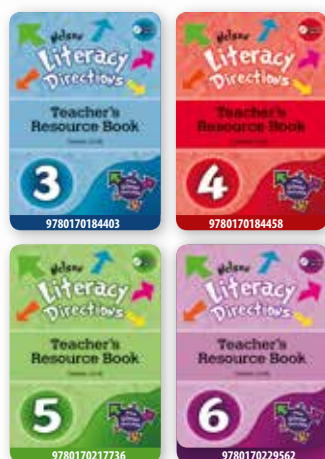 Nelson
Literacy
Directions
Teacher's
Resource Book
3
9780170184403
Nelson
Literacy
Directions
Teacher's
Resource Book
4
9780170184458
Nelson
Literacy
Directions
Teacher's
Resource Book
5
9780170217736
Nelson
Literacy
Directions
Teacher's
Resource Book
6
9780170229562